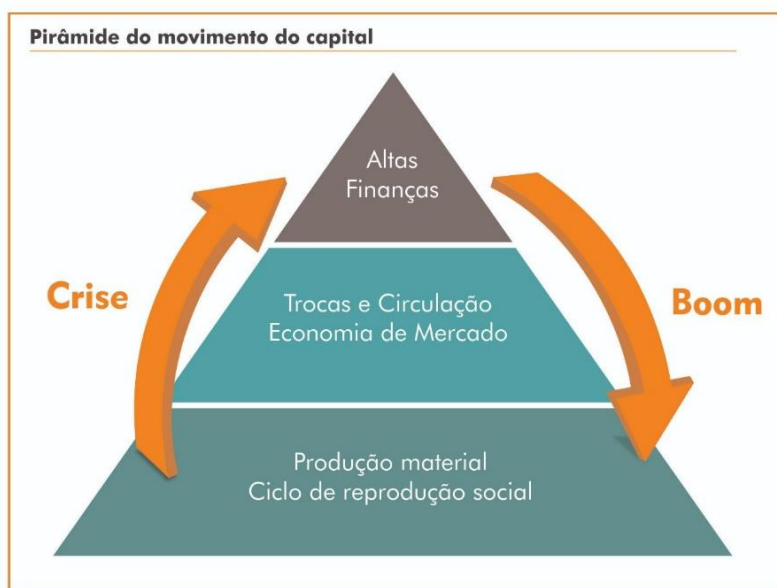 Pirâmide do movimento do capital
Altas
Finanças
Crise
Trocas e Circulação
Economia de Mercado
Boom
Produção material
Ciclo de reprodução social